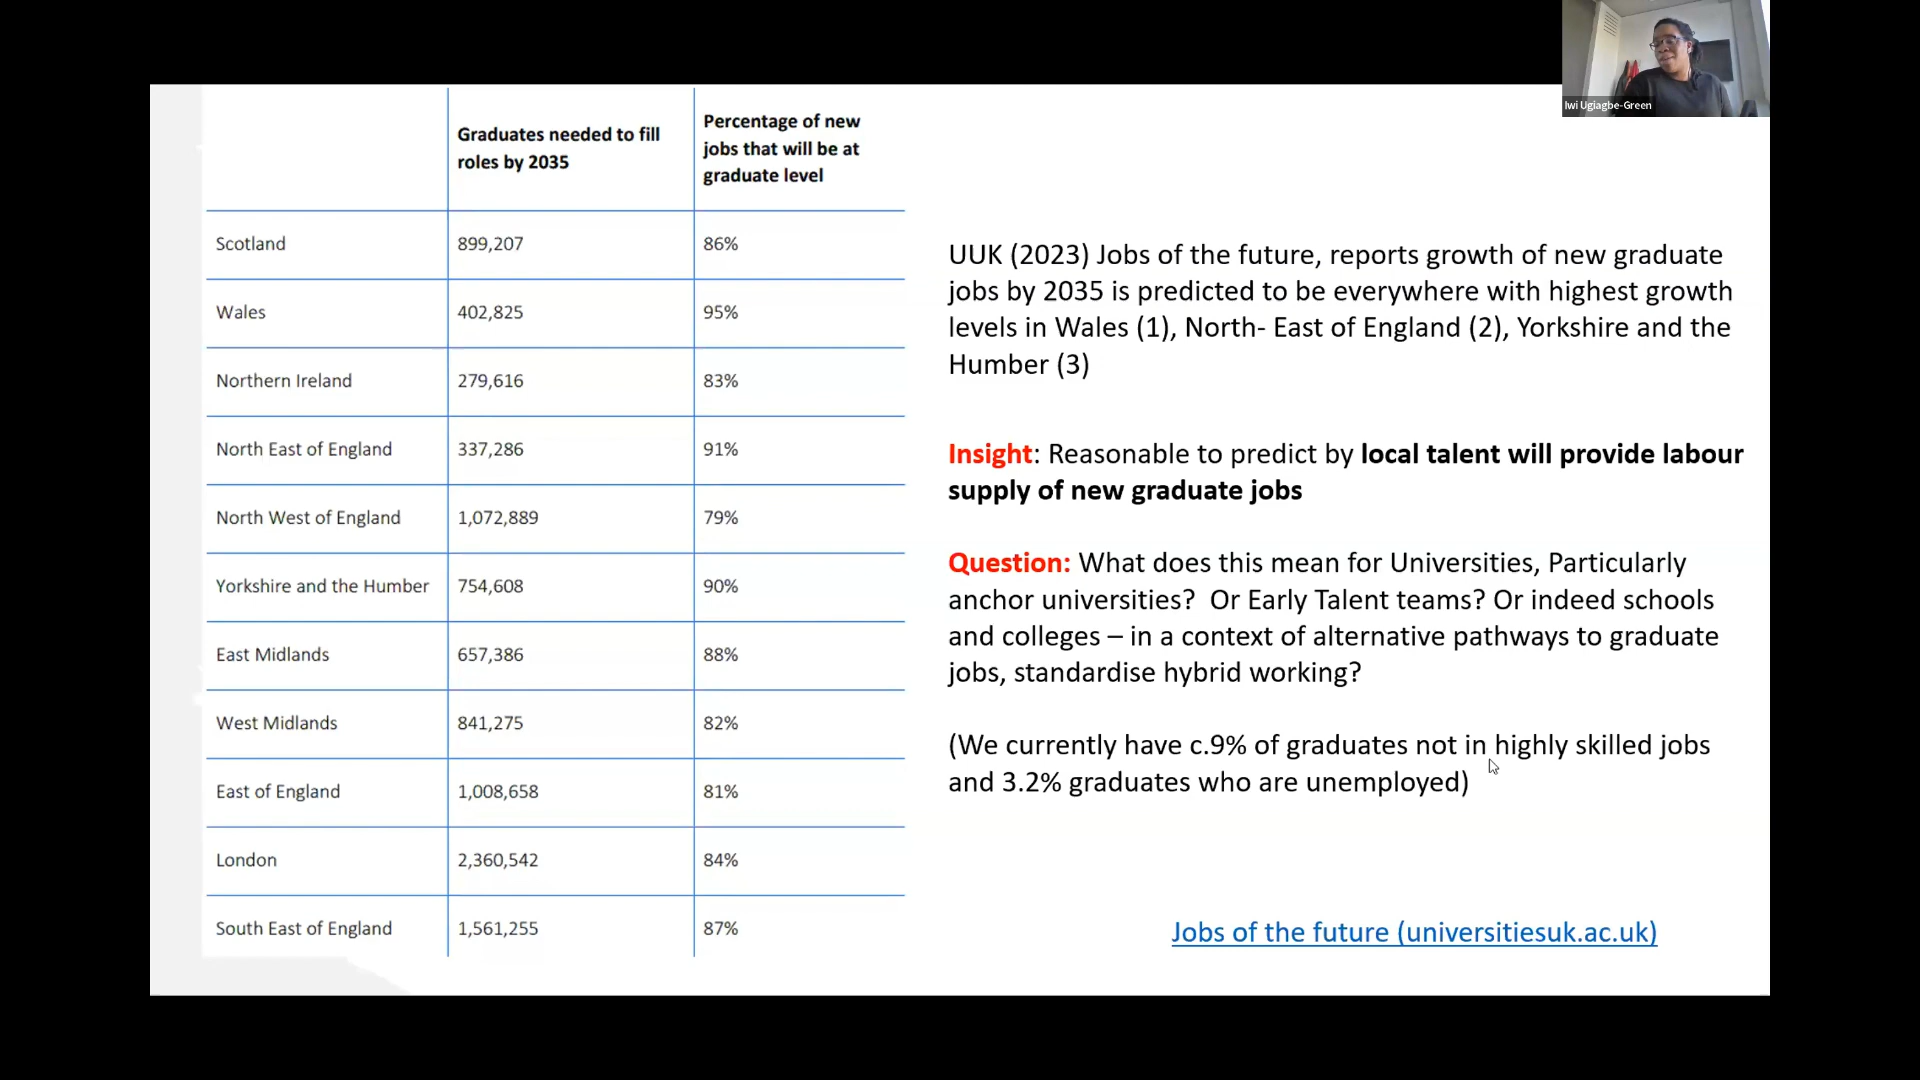 Iwi Ugiagbe-Green
Graduates needed to fill
roles by 2035
Percentage of new
jobs that will be at
graduate level
Scotland 899,207 86%
Wales 402,825 95%
Northern Ireland 279,616 83%
North East of England 337,286 91%
North West of England 1,072,889 79%
Yorkshire and the Humber 754,608 90%
East Midlands 657,386 88%
West Midlands 841,275 82%
East of England 1,008,658 81%
London 2,360,542 84%
South East of England 1,561,255 87%
UUK (2023) Jobs of the future, reports growth of new graduate
jobs by 2035 is predicted to be everywhere with highest growth
levels in Wales (1), North- East of England (2), Yorkshire and the
Humber (3)
Insight: Reasonable to predict by local talent will provide labour
supply of new graduate jobs
Question: What does this mean for Universities, Particularly
anchor universities? Or Early Talent teams? Or indeed schools
and colleges – in a context of alternative pathways to graduate
jobs, standardise hybrid working?
(We currently have c.9% of graduates not in highly skilled jobs
and 3.2% graduates who are unemployed)
Jobs of the future (universitiesuk.ac.uk)